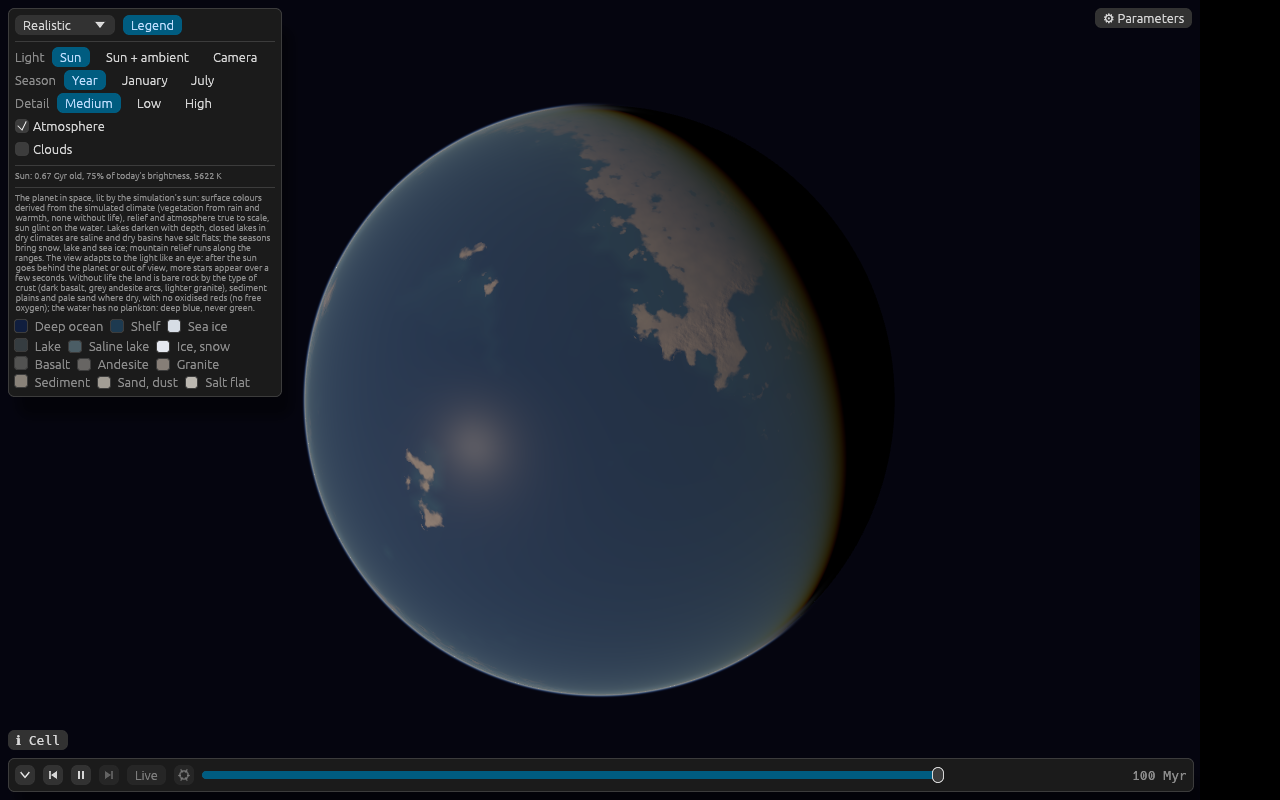 Realistic Legend
⚙ Parameters
Light Sun Sun + ambient Camera
Season Year January July
Detail Medium Low High
Atmosphere
Clouds
Sun: 0.67 Gyr old, 75% of today's brightness, 5622 K
The planet in space, lit by the simulation's sun: surface colours
derived from the simulated climate (vegetation from rain and
warmth, none without life), relief and atmosphere true to scale,
sun glint on the water. Lakes darken with depth, closed lakes in
dry climates are saline and dry basins have salt flats; the seasons
bring snow, lake and sea ice; mountain relief runs along the
ranges. The view adapts to the light like an eye: after the sun
goes behind the planet or out of view, more stars appear over a
few seconds. Without life the land is bare rock by the type of
crust (dark basalt, grey andesite arcs, lighter granite), sediment
plains and pale sand where dry, with no oxidised reds (no free
oxygen); the water has no plankton: deep blue, never green.
Deep ocean Shelf Sea ice
Lake Saline lake Ice, snow
Basalt Andesite Granite
Sediment Sand, dust Salt flat
ℹ Cell
Live 100 Myr